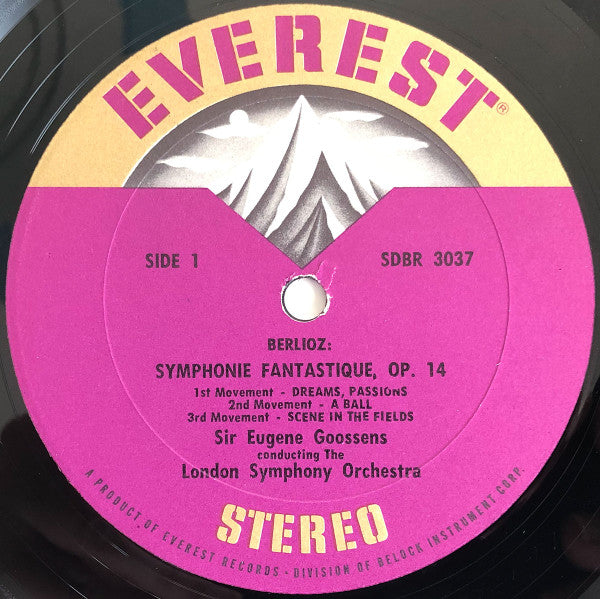 EVEREST®
SIDE 1
SDBR 3037
BERLIOZ:
SYMPHONIE FANTASTIQUE, OP. 14
1st Movement - DREAMS, PASSIONS
2nd Movement - A BALL
3rd Movement - SCENE IN THE FIELDS
Sir Eugene Goossens
conducting The
London Symphony Orchestra
STEREO
A PRODUCT OF EVEREST RECORDS - DIVISION OF BELOCK INSTRUMENT CORP.